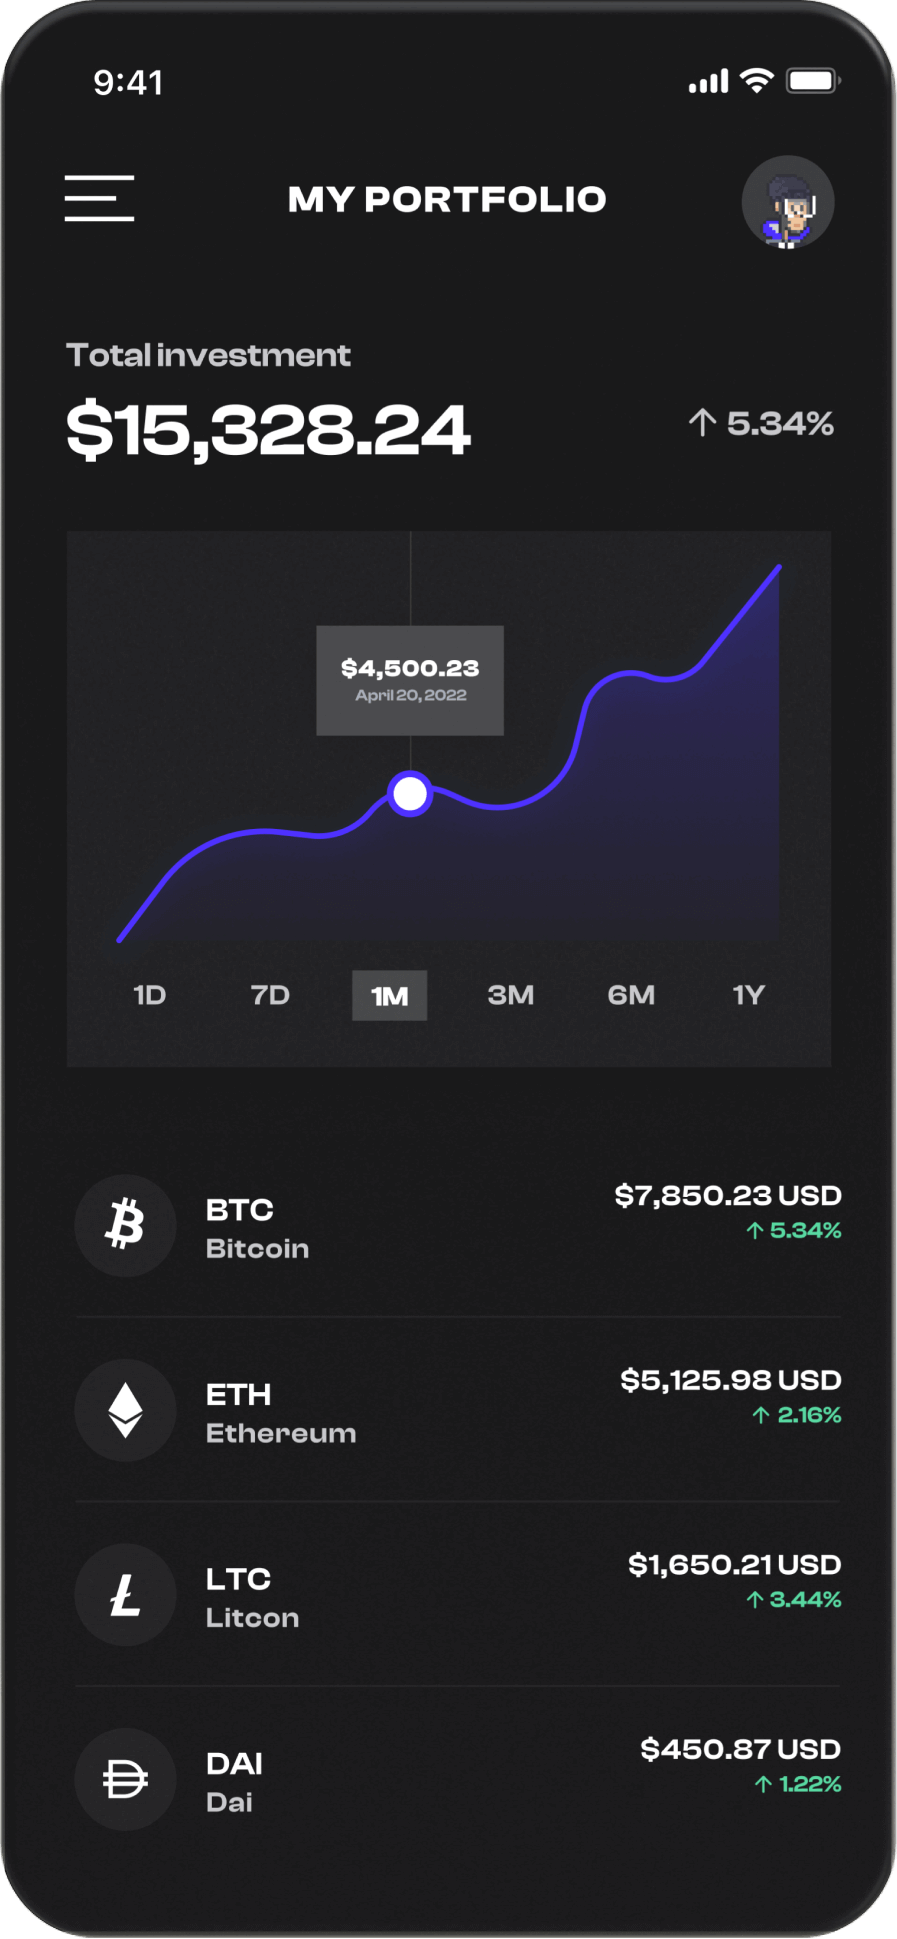 9:41
MY PORTFOLIO
Total investment
$15,328.24
↑ 5.34%
$4,500.23
April 20, 2022
1D 7D 1M 3M 6M 1Y
BTC
Bitcoin
$7,850.23 USD
↑ 5.34%
ETH
Ethereum
$5,125.98 USD
↑ 2.16%
LTC
Litcon
$1,650.21 USD
↑ 3.44%
DAI
Dai
$450.87 USD
↑ 1.22%